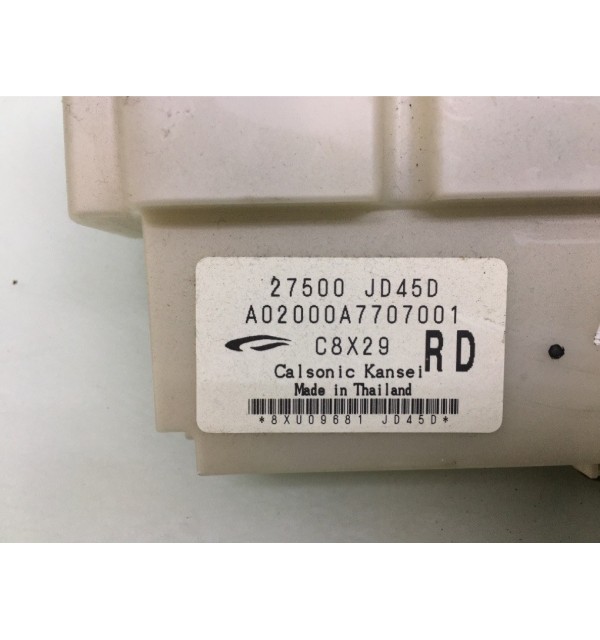 27500 JD45D
A02000A7707001
C8X29 RD
Calsonic Kansei
Made in Thailand
*8XU09681 JD45D*